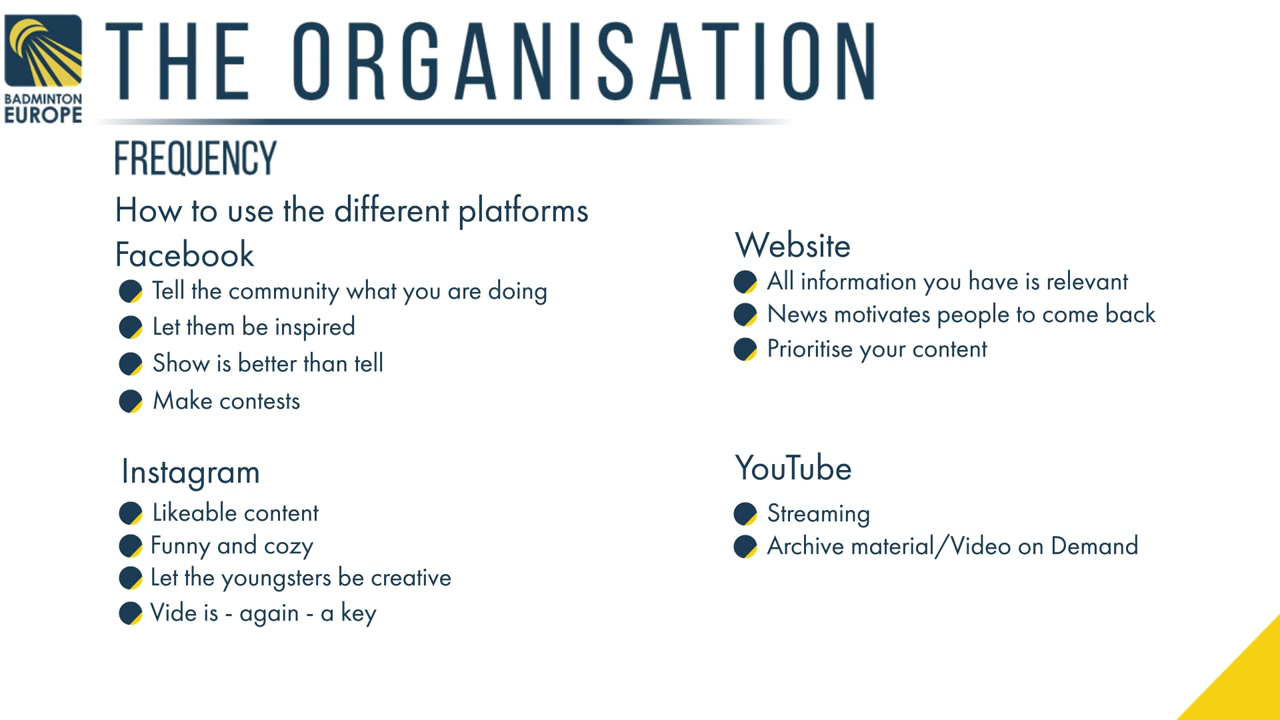 BADMINTON
EUROPE
THE ORGANISATION
FREQUENCY
How to use the different platforms
Facebook
Tell the community what you are doing
Let them be inspired
Show is better than tell
Make contests
Instagram
Likeable content
Funny and cozy
Let the youngsters be creative
Vide is - again - a key
Website
All information you have is relevant
News motivates people to come back
Prioritise your content
YouTube
Streaming
Archive material/Video on Demand